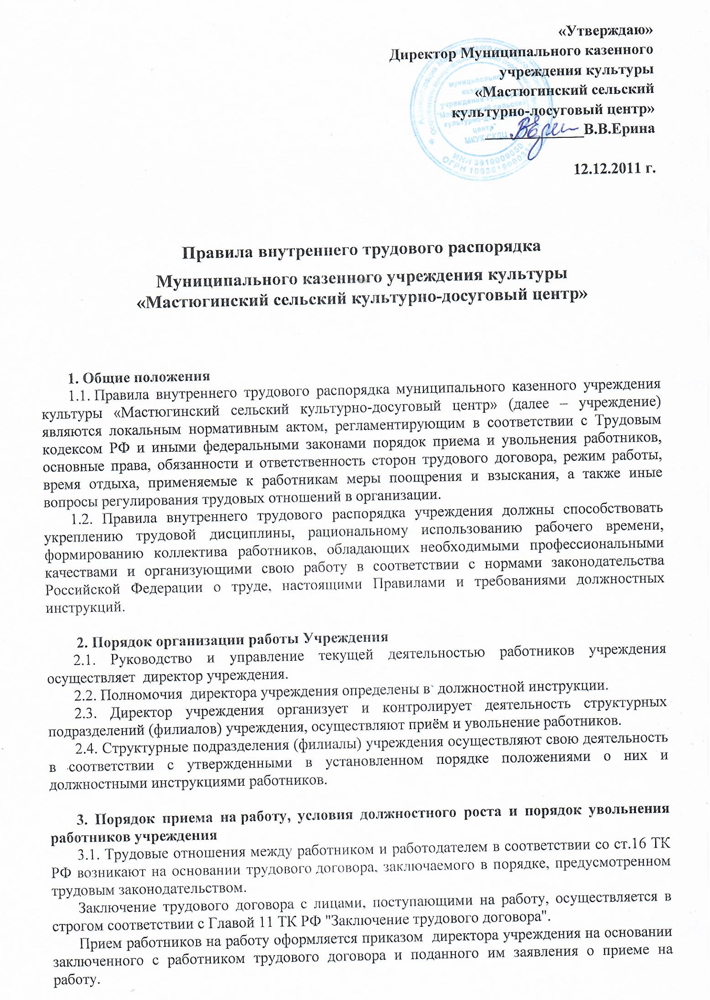 «Утверждаю»
Директор Муниципального казенного
учреждения культуры
«Мастюгинский сельский
культурно-досуговый центр»
В.В.Ерина
муниципальное
учреждение культуры
культурно-досуговый
центр"
МКУК СКДЦ
ИНН 3619009050
12.12.2011 г.
Правила внутреннего трудового распорядка
Муниципального казенного учреждения культуры
«Мастюгинский сельский культурно-досуговый центр»
1. Общие положения
1.1. Правила внутреннего трудового распорядка муниципального казенного учреждения
культуры «Мастюгинский сельский культурно-досуговый центр» (далее – учреждение)
являются локальным нормативным актом, регламентирующим в соответствии с Трудовым
кодексом РФ и иными федеральными законами порядок приема и увольнения работников,
основные права, обязанности и ответственность сторон трудового договора, режим работы,
время отдыха, применяемые к работникам меры поощрения и взыскания, а также иные
вопросы регулирования трудовых отношений в организации.
1.2. Правила внутреннего трудового распорядка учреждения должны способствовать
укреплению трудовой дисциплины, рациональному использованию рабочего времени,
формированию коллектива работников, обладающих необходимыми профессиональными
качествами и организующими свою работу в соответствии с нормами законодательства
Российской Федерации о труде, настоящими Правилами и требованиями должностных
инструкций.
2. Порядок организации работы Учреждения
2.1. Руководство и управление текущей деятельностью работников учреждения
осуществляет директор учреждения.
2.2. Полномочия директора учреждения определены в должностной инструкции.
2.3. Директор учреждения организует и контролирует деятельность структурных
подразделений (филиалов) учреждения, осуществляют приём и увольнение работников.
2.4. Структурные подразделения (филиалы) учреждения осуществляют свою деятельность
в соответствии с утвержденными в установленном порядке положениями о них и
должностными инструкциями работников.
3. Порядок приема на работу, условия должностного роста и порядок увольнения
работников учреждения
3.1. Трудовые отношения между работником и работодателем в соответствии со ст.16 ТК
РФ возникают на основании трудового договора, заключаемого в порядке, предусмотренном
трудовым законодательством.
Заключение трудового договора с лицами, поступающими на работу, осуществляется в
строгом соответствии с Главой 11 ТК РФ "Заключение трудового договора".
Прием работников на работу оформляется приказом директора учреждения на основании
заключенного с работником трудового договора и поданного им заявления о приеме на
работу.